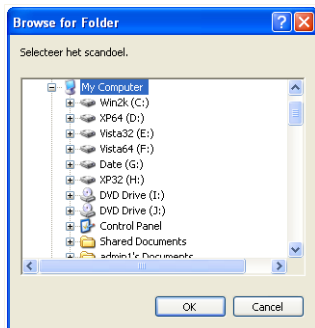 Browse for Folder
Selecteer het scandoel.
My Computer
Win2k (C:)
XP64 (D:)
Vista32 (E:)
Vista64 (F:)
Date (G:)
XP32 (H:)
DVD Drive (I:)
DVD Drive (J:)
Control Panel
Shared Documents
admin1's Documents
OK
Cancel